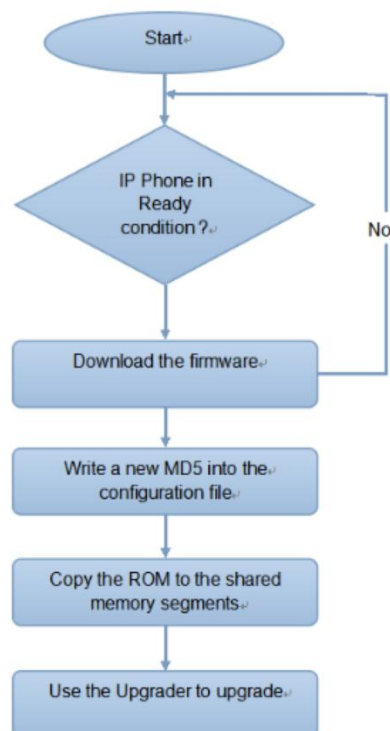 Start
IP Phone in
Ready
condition ?
No
Download the firmware
Write a new MD5 into the
configuration file
Copy the ROM to the shared
memory segments
Use the Upgrader to upgrade